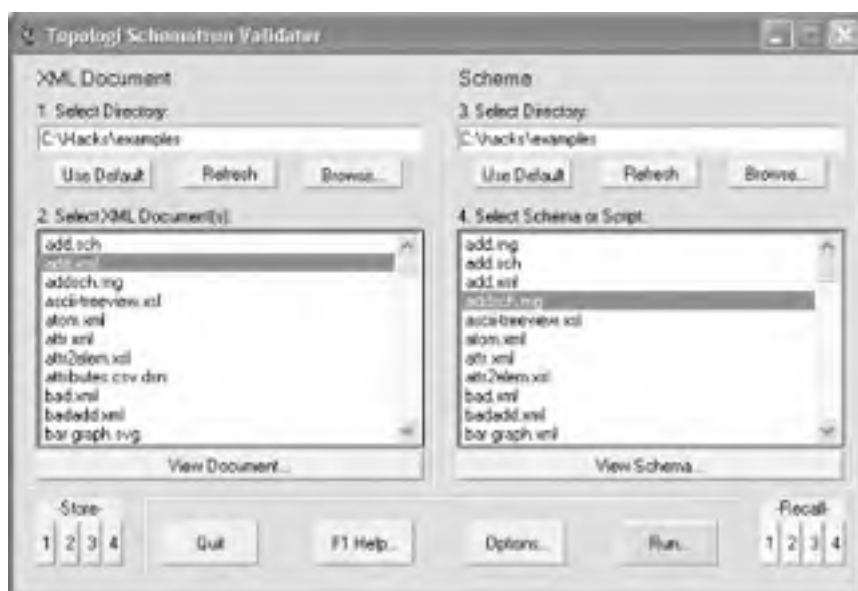 Topologi Schematron Validator
XML Document
1. Select Directory:
C:\Hacks\examples
Use Default
Refresh
Browse...
2. Select XML Document(s):
add.sch
add.xml
addsch.rng
ascii-treeview.xsl
atom.xml
attr.xml
attr2elem.xsl
attributes.csv.dsn
bad.xml
badadd.xml
bar graph.svg
View Document...
Schema
3. Select Directory:
C:\hacks\examples
Use Default
Refresh
Browse...
4. Select Schema or Script:
add.rng
add.sch
add.xml
addsch.rng
ascii-treeview.xsl
atom.xml
attr.xml
attr2elem.xsl
bad.xml
badadd.xml
bar graph.xml
View Schema...
-Store-
1 2 3 4
Quit
F1 Help...
Options...
Run...
-Recall-
1 2 3 4